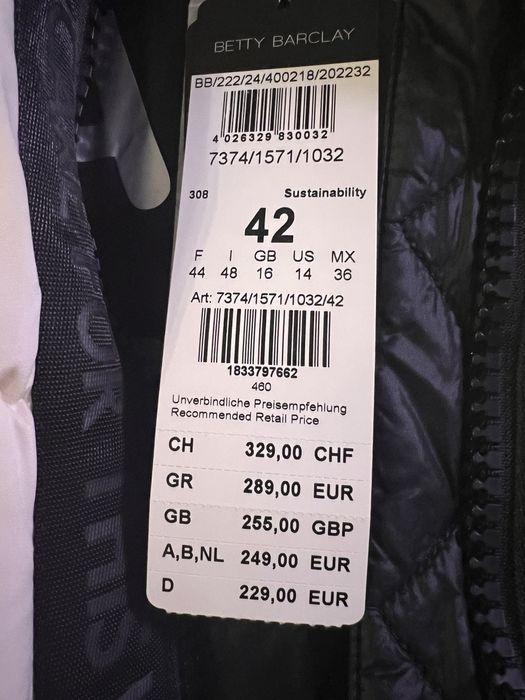 BETTY BARCLAY
BB/222/24/400218/202232
4 026329 830032
7374/1571/1032
308 Sustainability
42
F I GB US MX
44 48 16 14 36
Art: 7374/1571/1032/42
1833797662
460
Unverbindliche Preisempfehlung
Recommended Retail Price
CH 329,00 CHF
GR 289,00 EUR
GB 255,00 GBP
A,B,NL 249,00 EUR
D 229,00 EUR